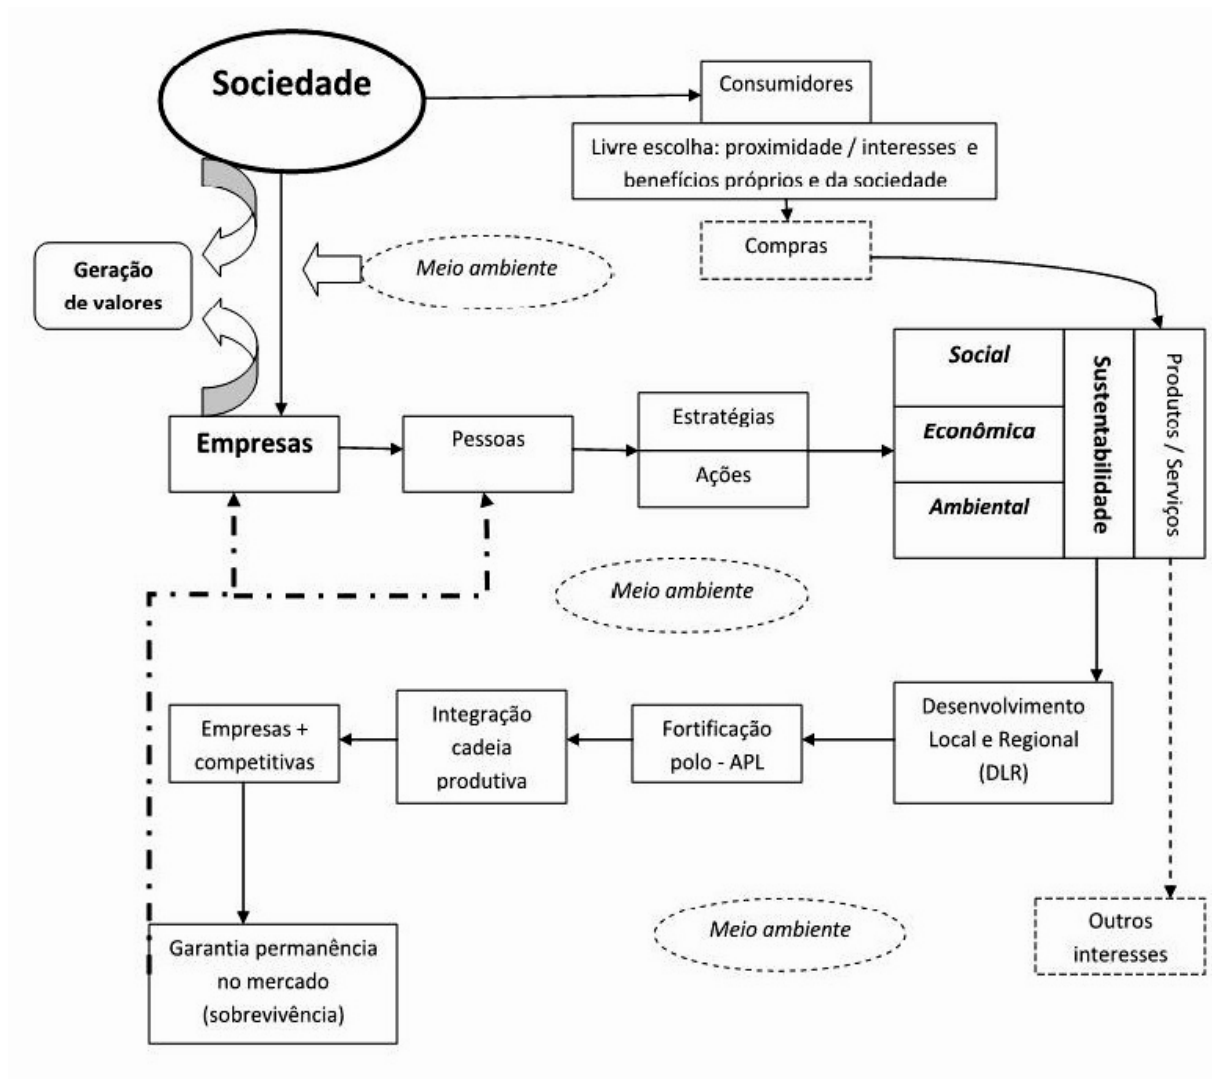 Sociedade
Consumidores
Livre escolha: proximidade / interesses e
benefícios próprios e da sociedade
Compras
Meio ambiente
Geração
de valores
Empresas
Pessoas
Estratégias
Ações
Social
Econômica
Ambiental
Sustentabilidade
Produtos / Serviços
Meio ambiente
Empresas +
competitivas
Integração
cadeia
produtiva
Fortificação
polo - APL
Desenvolvimento
Local e Regional
(DLR)
Meio ambiente
Outros
interesses
Garantia permanência
no mercado
(sobrevivência)